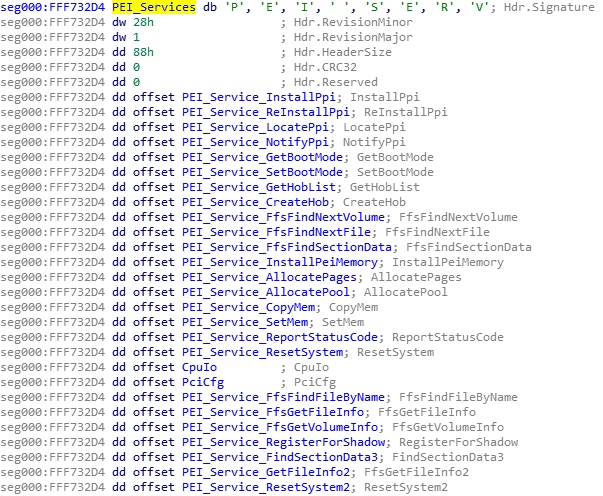 seg000:FFF732D4 PEI_Services db 'P', 'E', 'I', ' ', 'S', 'E', 'R', 'V'; Hdr.Signature
seg000:FFF732D4 dw 28h ; Hdr.RevisionMinor
seg000:FFF732D4 dw 1 ; Hdr.RevisionMajor
seg000:FFF732D4 dd 88h ; Hdr.HeaderSize
seg000:FFF732D4 dd 0 ; Hdr.CRC32
seg000:FFF732D4 dd 0 ; Hdr.Reserved
seg000:FFF732D4 dd offset PEI_Service_InstallPpi; InstallPpi
seg000:FFF732D4 dd offset PEI_Service_ReInstallPpi; ReInstallPpi
seg000:FFF732D4 dd offset PEI_Service_LocatePpi; LocatePpi
seg000:FFF732D4 dd offset PEI_Service_NotifyPpi; NotifyPpi
seg000:FFF732D4 dd offset PEI_Service_GetBootMode; GetBootMode
seg000:FFF732D4 dd offset PEI_Service_SetBootMode; SetBootMode
seg000:FFF732D4 dd offset PEI_Service_GetHobList; GetHobList
seg000:FFF732D4 dd offset PEI_Service_CreateHob; CreateHob
seg000:FFF732D4 dd offset PEI_Service_FfsFindNextVolume; FfsFindNextVolume
seg000:FFF732D4 dd offset PEI_Service_FfsFindNextFile; FfsFindNextFile
seg000:FFF732D4 dd offset PEI_Service_FfsFindSectionData; FfsFindSectionData
seg000:FFF732D4 dd offset PEI_Service_InstallPeiMemory; InstallPeiMemory
seg000:FFF732D4 dd offset PEI_Service_AllocatePages; AllocatePages
seg000:FFF732D4 dd offset PEI_Service_AllocatePool; AllocatePool
seg000:FFF732D4 dd offset PEI_Service_CopyMem; CopyMem
seg000:FFF732D4 dd offset PEI_Service_SetMem; SetMem
seg000:FFF732D4 dd offset PEI_Service_ReportStatusCode; ReportStatusCode
seg000:FFF732D4 dd offset PEI_Service_ResetSystem; ResetSystem
seg000:FFF732D4 dd offset CpuIo ; CpuIo
seg000:FFF732D4 dd offset PciCfg ; PciCfg
seg000:FFF732D4 dd offset PEI_Service_FfsFindFileByName; FfsFindFileByName
seg000:FFF732D4 dd offset PEI_Service_FfsGetFileInfo; FfsGetFileInfo
seg000:FFF732D4 dd offset PEI_Service_FfsGetVolumeInfo; FfsGetVolumeInfo
seg000:FFF732D4 dd offset PEI_Service_RegisterForShadow; RegisterForShadow
seg000:FFF732D4 dd offset PEI_Service_FindSectionData3; FindSectionData3
seg000:FFF732D4 dd offset PEI_Service_GetFileInfo2; FfsGetFileInfo2
seg000:FFF732D4 dd offset PEI_Service_ResetSystem2; ResetSystem2